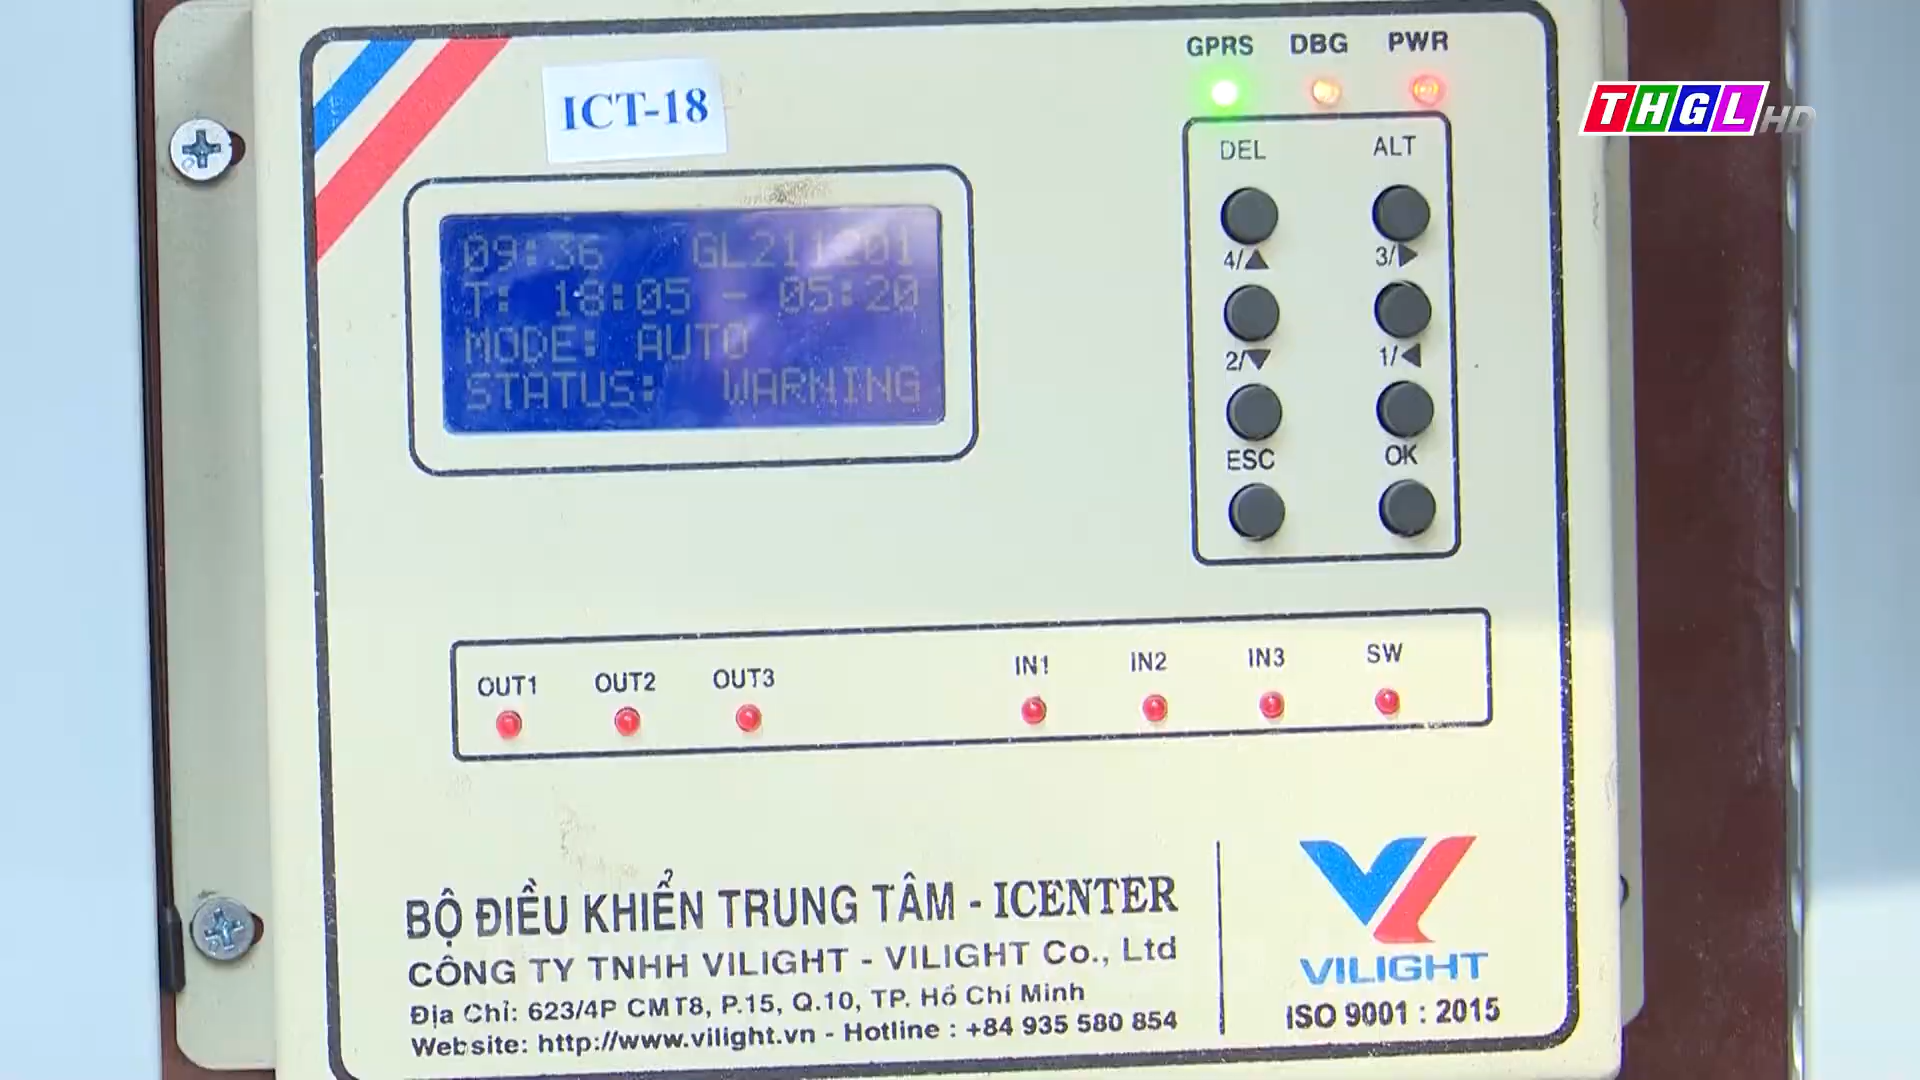 GPRS DBG PWR
THGL HD
ICT-18
DEL ALT
09:36 GL211201
T: 18:05 - 05:20
MODE: AUTO
STATUS: WARNING
4/▲ 3/▶
2/▼ 1/◀
ESC OK
OUT1 OUT2 OUT3 IN1 IN2 IN3 SW
BỘ ĐIỀU KHIỂN TRUNG TÂM - ICENTER
CÔNG TY TNHH VILIGHT - VILIGHT Co., Ltd
Địa Chỉ: 623/4P CMT8, P.15, Q.10, TP. Hồ Chí Minh
Website: http://www.vilight.vn - Hotline : +84 935 580 854
VILIGHT
ISO 9001 : 2015